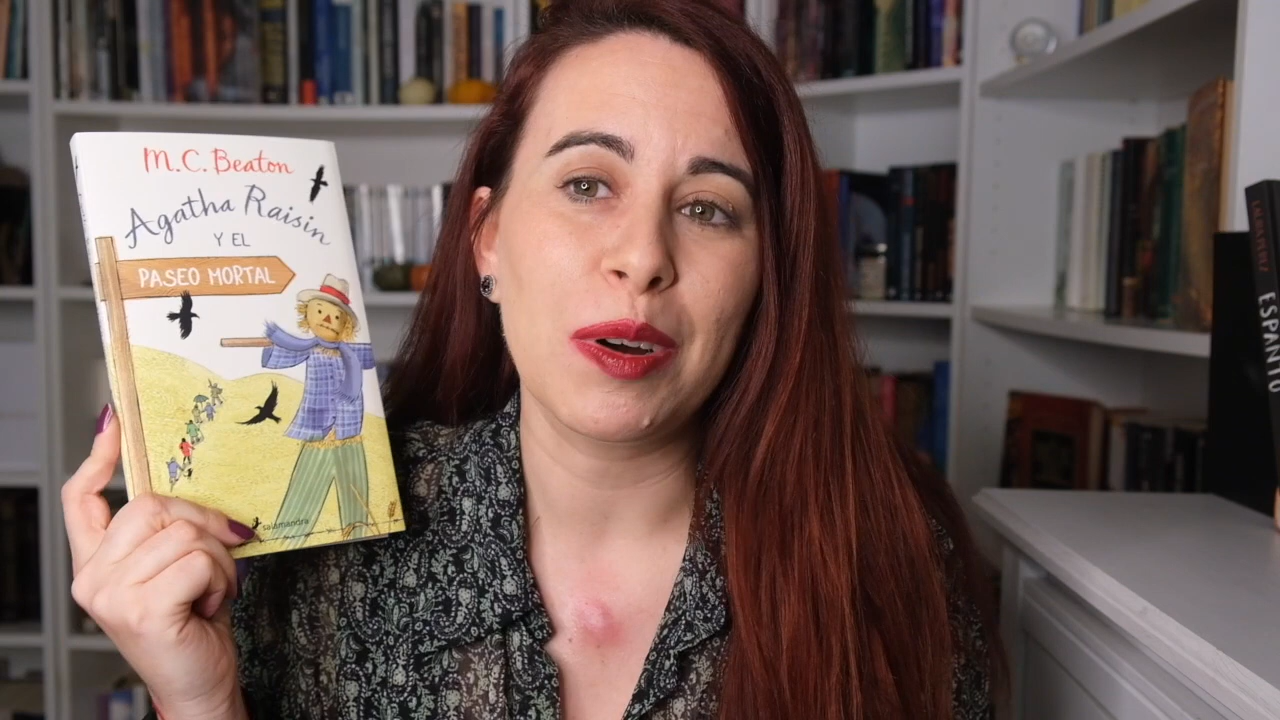 M.C. Beaton
Agatha Raisin
Y EL
PASEO MORTAL
salamandra
ESPANTO